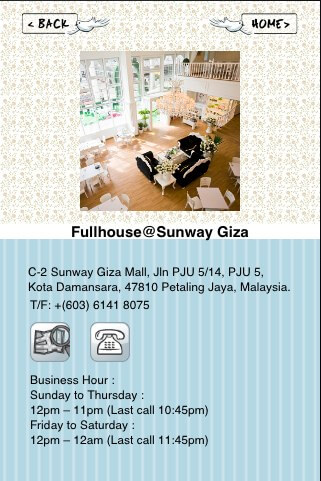 < BACK
HOME>
Fullhouse@Sunway Giza
C-2 Sunway Giza Mall, Jln PJU 5/14, PJU 5,
Kota Damansara, 47810 Petaling Jaya, Malaysia.
T/F: +(603) 6141 8075
Business Hour :
Sunday to Thursday :
12pm – 11pm (Last call 10:45pm)
Friday to Saturday :
12pm – 12am (Last call 11:45pm)